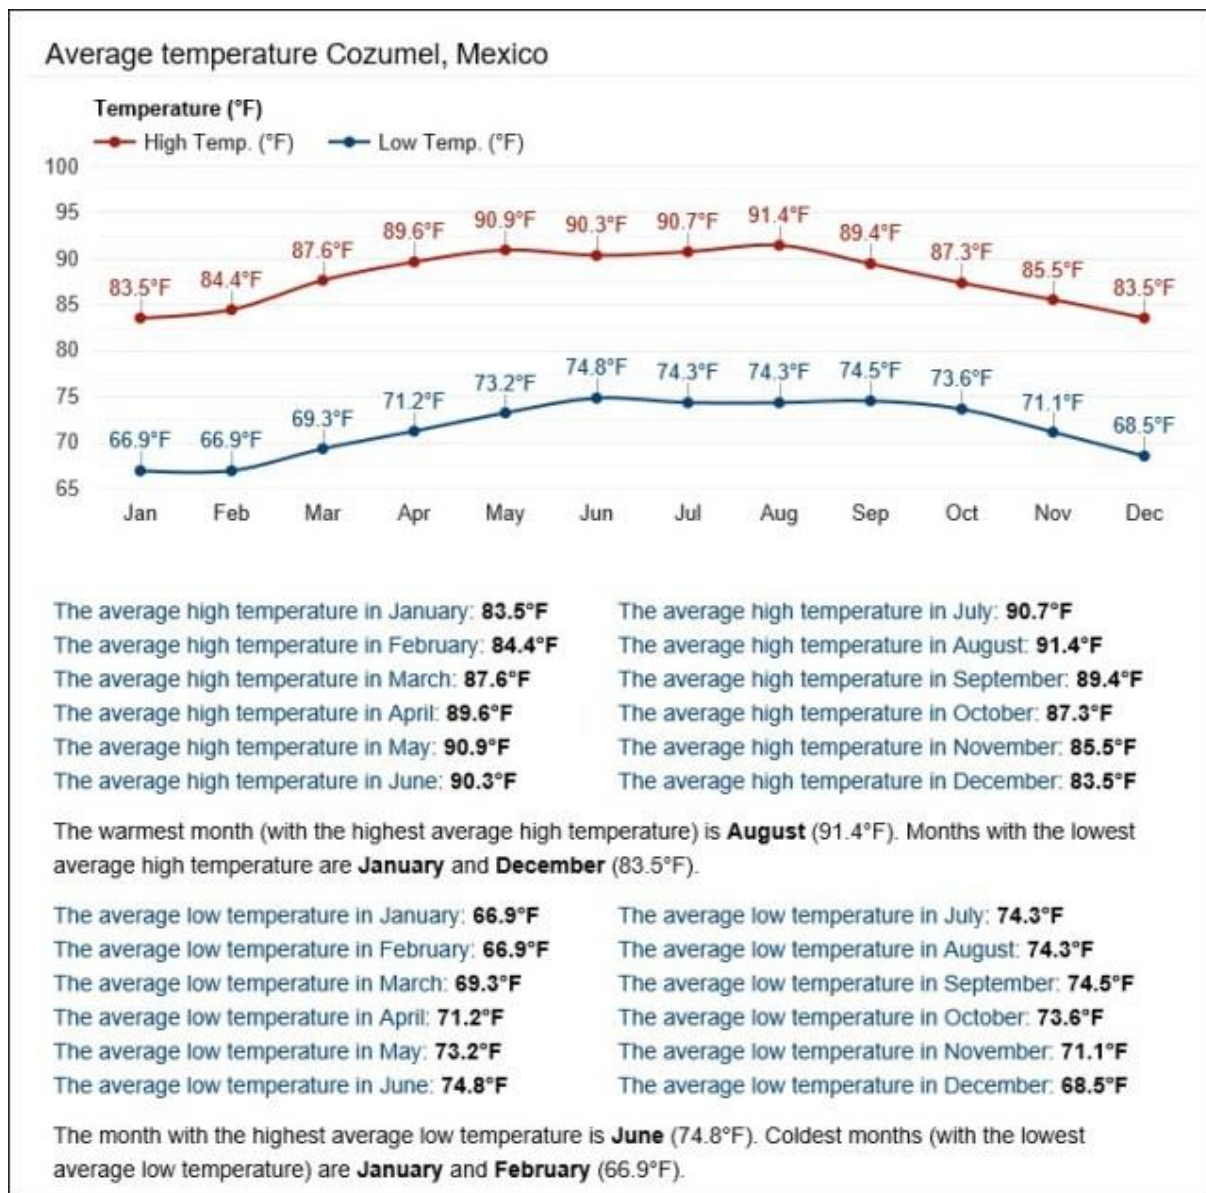 Average temperature Cozumel, Mexico
Temperature (°F)
High Temp. (°F) Low Temp. (°F)
100
95
90
85
80
75
70
65
83.5°F 84.4°F 87.6°F 89.6°F 90.9°F 90.3°F 90.7°F 91.4°F 89.4°F 87.3°F 85.5°F 83.5°F
66.9°F 66.9°F 69.3°F 71.2°F 73.2°F 74.8°F 74.3°F 74.3°F 74.5°F 73.6°F 71.1°F 68.5°F
Jan Feb Mar Apr May Jun Jul Aug Sep Oct Nov Dec
The average high temperature in January: 83.5°F
The average high temperature in February: 84.4°F
The average high temperature in March: 87.6°F
The average high temperature in April: 89.6°F
The average high temperature in May: 90.9°F
The average high temperature in June: 90.3°F
The average high temperature in July: 90.7°F
The average high temperature in August: 91.4°F
The average high temperature in September: 89.4°F
The average high temperature in October: 87.3°F
The average high temperature in November: 85.5°F
The average high temperature in December: 83.5°F
The warmest month (with the highest average high temperature) is August (91.4°F). Months with the lowest
average high temperature are January and December (83.5°F).
The average low temperature in January: 66.9°F
The average low temperature in February: 66.9°F
The average low temperature in March: 69.3°F
The average low temperature in April: 71.2°F
The average low temperature in May: 73.2°F
The average low temperature in June: 74.8°F
The average low temperature in July: 74.3°F
The average low temperature in August: 74.3°F
The average low temperature in September: 74.5°F
The average low temperature in October: 73.6°F
The average low temperature in November: 71.1°F
The average low temperature in December: 68.5°F
The month with the highest average low temperature is June (74.8°F). Coldest months (with the lowest
average low temperature) are January and February (66.9°F).